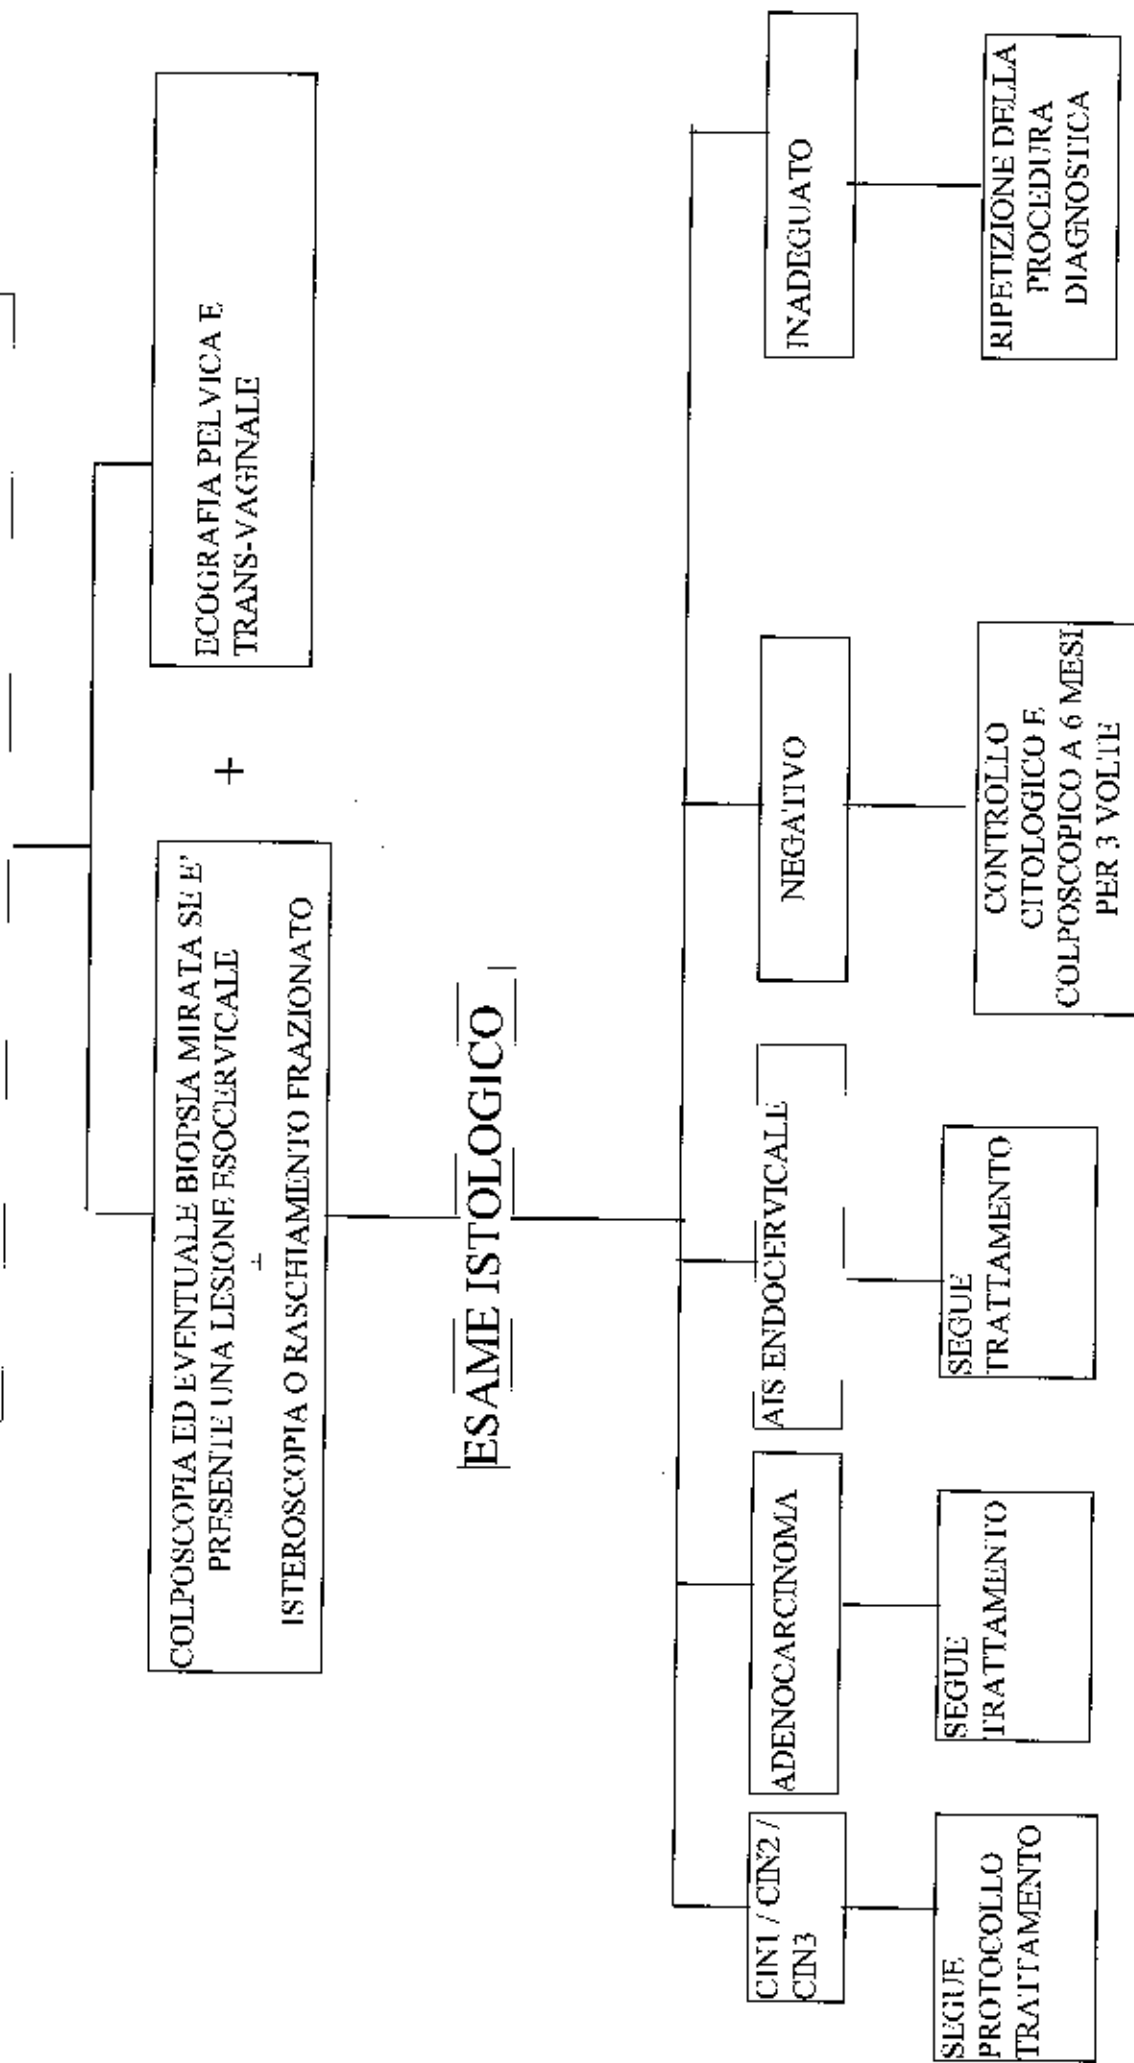 COLPOSCOPIA ED EVENTUALE BIOPSIA MIRATA SE E'
PRESENTE UNA LESIONE ESOCERVICALE
+
ISTEROSCOPIA O RASCHIAMENTO FRAZIONATO
+
ECOGRAFIA PELVICA E
TRANS-VAGINALE
ESAME ISTOLOGICO
CIN1 / CIN2 /
CIN3
ADENOCARCINOMA
AIS ENDOCERVICALE
NEGATIVO
INADEGUATO
SEGUE
PROTOCOLLO
TRATTAMENTO
SEGUE
TRATTAMENTO
SEGUE
TRATTAMENTO
CONTROLLO
CITOLOGICO E
COLPOSCOPICO A 6 MESI
PER 3 VOLTE
RIPETIZIONE DELLA
PROCEDURA
DIAGNOSTICA